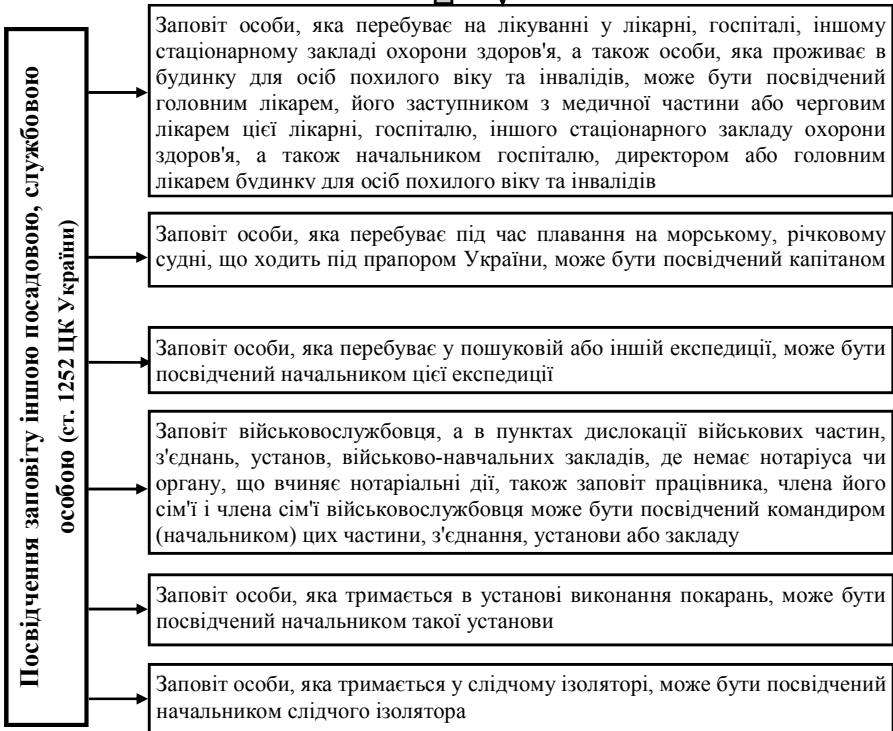 Посвідчення заповіту іншою посадовою, службовою
особою (ст. 1252 ЦК України)
Заповіт особи, яка перебуває на лікуванні у лікарні, госпіталі, іншому
стаціонарному закладі охорони здоров'я, а також особи, яка проживає в
будинку для осіб похилого віку та інвалідів, може бути посвідчений
головним лікарем, його заступником з медичної частини або черговим
лікарем цієї лікарні, госпіталю, іншого стаціонарного закладу охорони
здоров'я, а також начальником госпіталю, директором або головним
лікарем будинку для осіб похилого віку та інвалідів
Заповіт особи, яка перебуває під час плавання на морському, річковому
судні, що ходить під прапором України, може бути посвідчений капітаном
Заповіт особи, яка перебуває у пошуковій або іншій експедиції, може бути
посвідчений начальником цієї експедиції
Заповіт військовослужбовця, а в пунктах дислокації військових частин,
з'єднань, установ, військово-навчальних закладів, де немає нотаріуса чи
органу, що вчиняє нотаріальні дії, також заповіт працівника, члена його
сім'ї і члена сім'ї військовослужбовця може бути посвідчений командиром
(начальником) цих частини, з'єднання, установи або закладу
Заповіт особи, яка тримається в установі виконання покарань, може бути
посвідчений начальником такої установи
Заповіт особи, яка тримається у слідчому ізоляторі, може бути посвідчений
начальником слідчого ізолятора